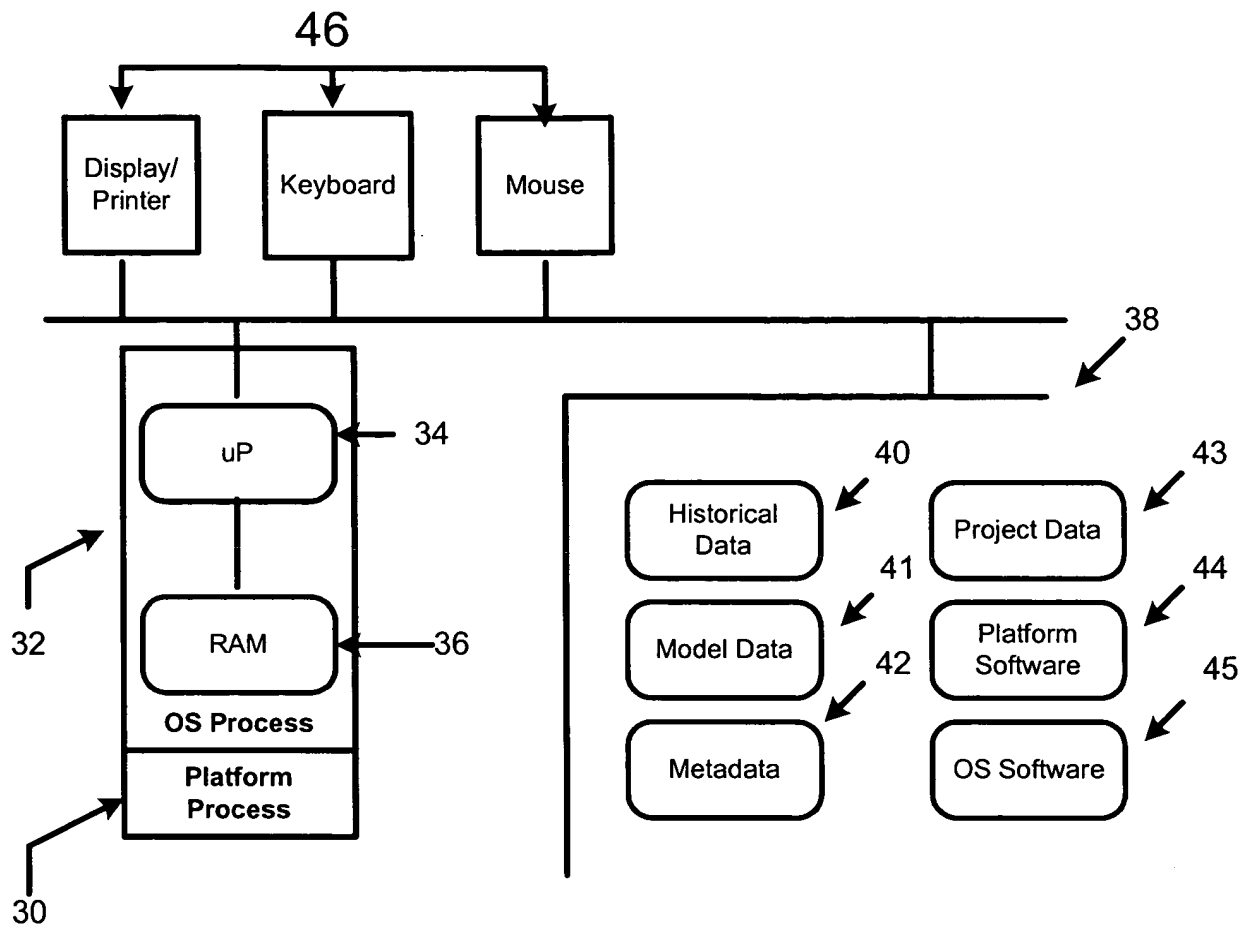 46
Display/
Printer
Keyboard
Mouse
38
uP
34
RAM
36
32
OS Process
Platform
Process
30
Historical
Data
40
Project Data
43
Model Data
41
Platform
Software
44
Metadata
42
OS Software
45